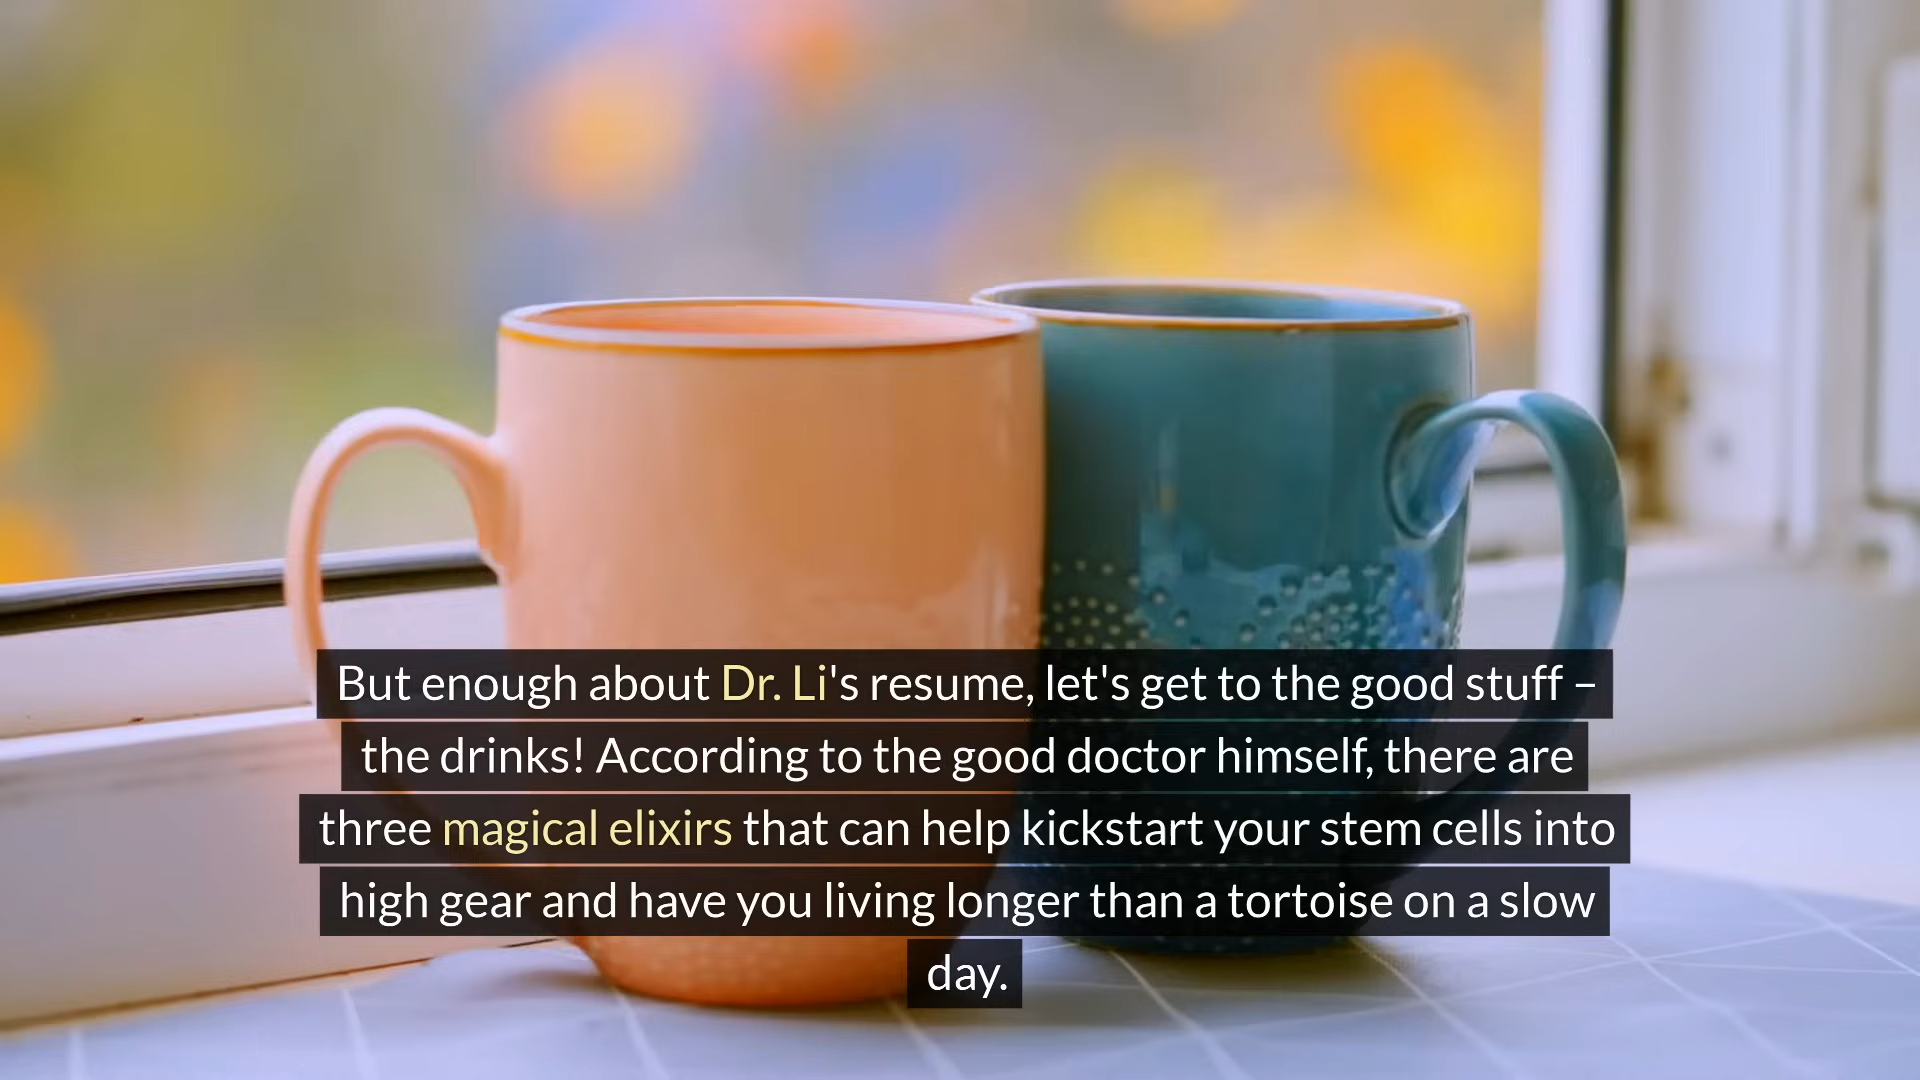 But enough about Dr. Li's resume, let's get to the good stuff –
the drinks! According to the good doctor himself, there are
three magical elixirs that can help kickstart your stem cells into
high gear and have you living longer than a tortoise on a slow
day.